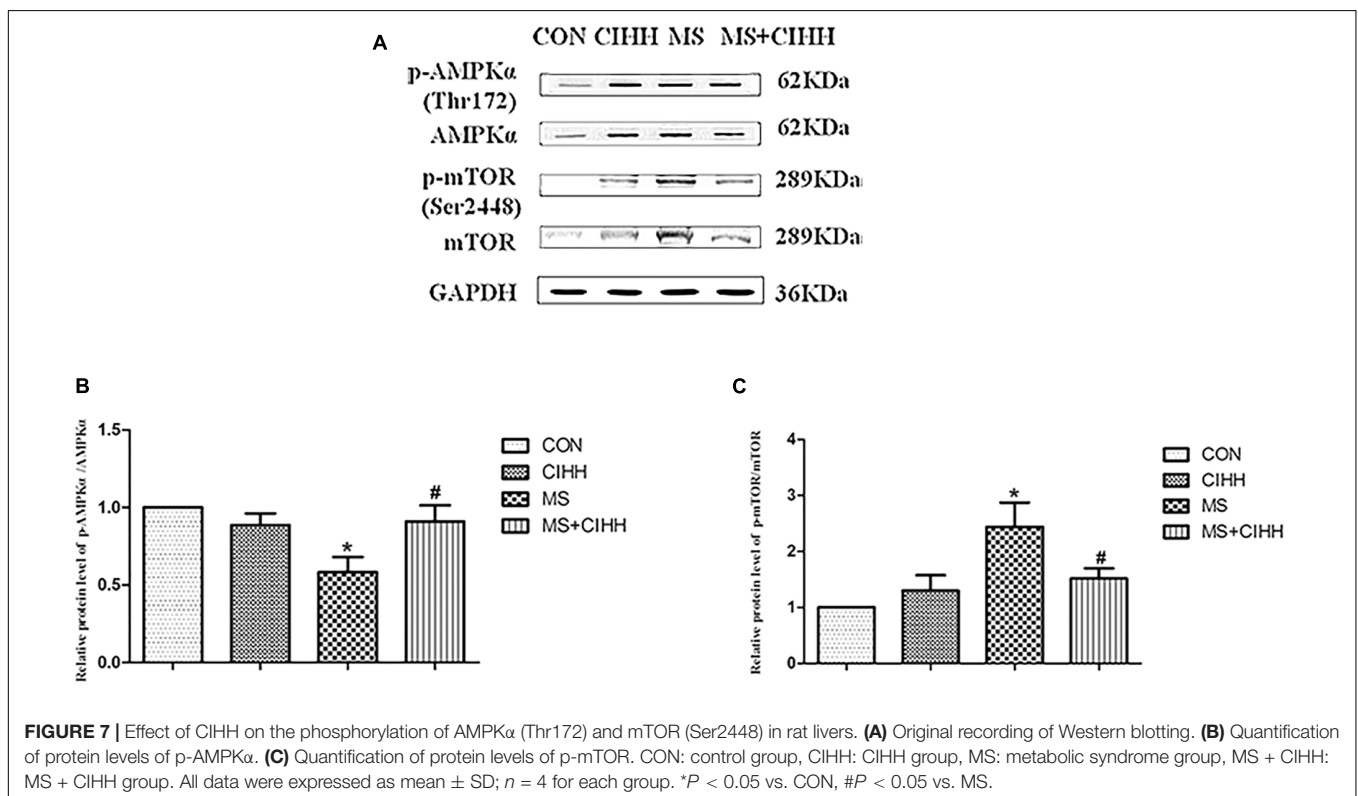 A
CON CIHH MS MS+CIHH
p-AMPKα
(Thr172)
62KDa
AMPKα
62KDa
p-mTOR
(Ser2448)
289KDa
mTOR
289KDa
GAPDH
36KDa
B
Relative protein level of p-AMPKα /AMPKα
1.5
1.0
0.5
0.0
*
#
CON
CIHH
MS
MS+CIHH
C
Relative protein level of p-mTOR/mTOR
4
3
2
1
0
*
#
CON
CIHH
MS
MS+CIHH
FIGURE 7 | Effect of CIHH on the phosphorylation of AMPKα (Thr172) and mTOR (Ser2448) in rat livers. (A) Original recording of Western blotting. (B) Quantification
of protein levels of p-AMPKα. (C) Quantification of protein levels of p-mTOR. CON: control group, CIHH: CIHH group, MS: metabolic syndrome group, MS + CIHH:
MS + CIHH group. All data were expressed as mean ± SD; n = 4 for each group. *P < 0.05 vs. CON, #P < 0.05 vs. MS.